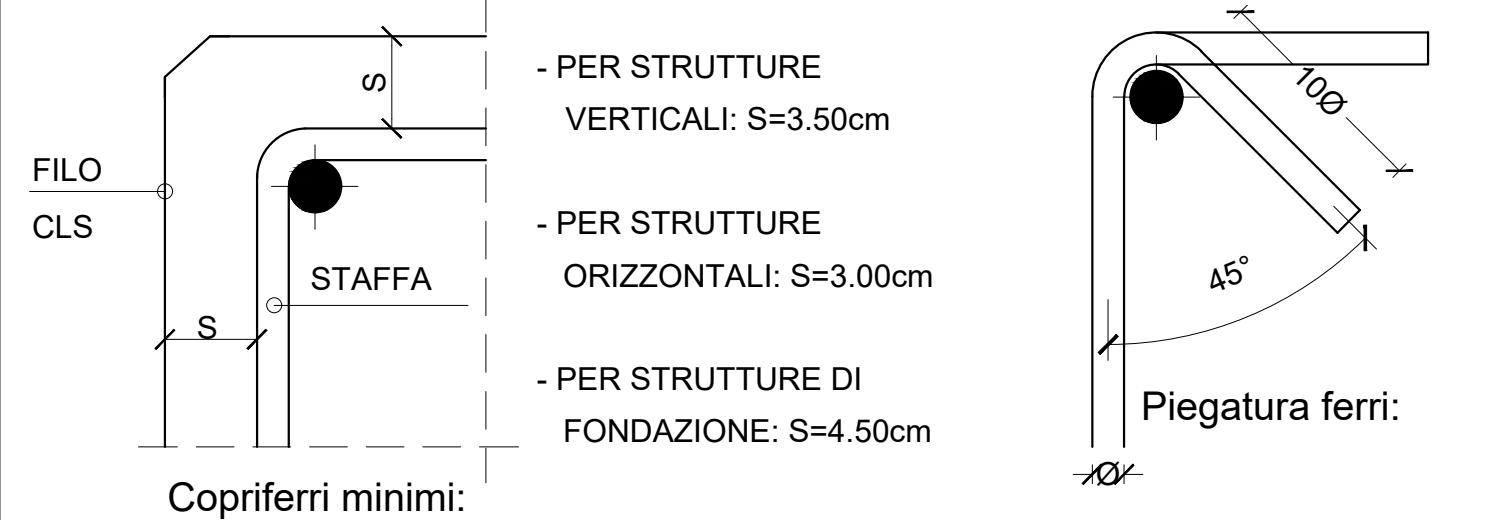 S
FILO
CLS
STAFFA
S
Copriferri minimi:
- PER STRUTTURE
VERTICALI: S=3.50cm
- PER STRUTTURE
ORIZZONTALI: S=3.00cm
- PER STRUTTURE DI
FONDAZIONE: S=4.50cm
10Ø
45°
Piegatura ferri:
Ø